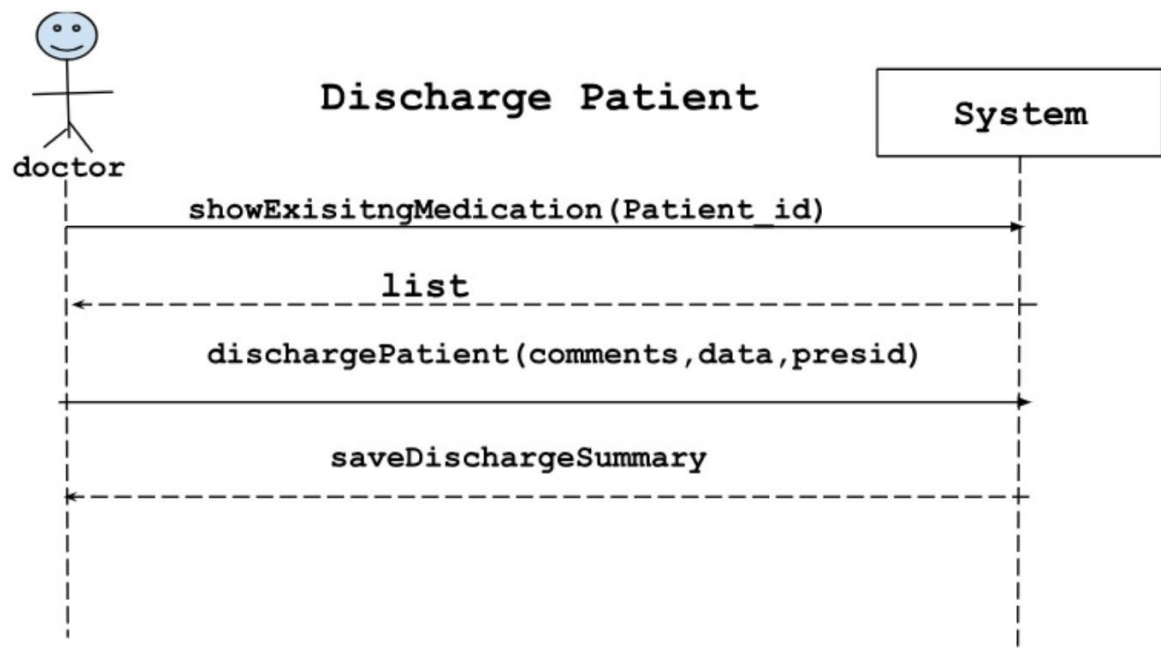 Discharge Patient
System
doctor
showExisitngMedication(Patient_id)
list
dischargePatient(comments,data,presid)
saveDischargeSummary